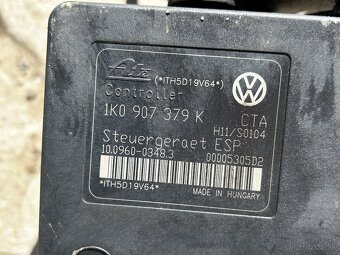 Ate (*ITH5D19V64*)
Controller
1K0 907 379 K CTA
H11/S0104
Steuergeraet ESP
10.0960-0348.3 00005305D2
*ITH5D19V64* MADE IN HUNGARY